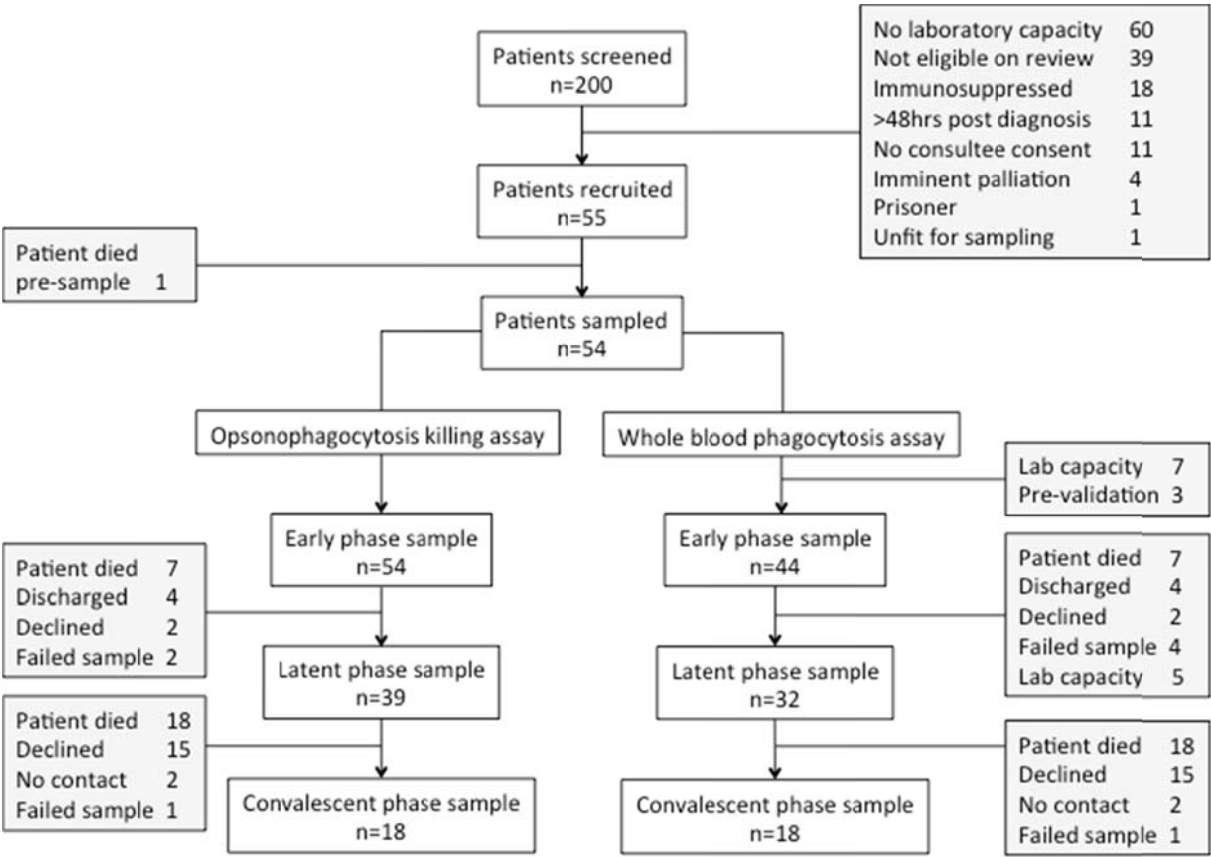 Patients screened
n=200
No laboratory capacity 60
Not eligible on review 39
Immunosuppressed 18
>48hrs post diagnosis 11
No consultee consent 11
Imminent palliation 4
Prisoner 1
Unfit for sampling 1
Patients recruited
n=55
Patient died
pre-sample 1
Patients sampled
n=54
Opsonophagocytosis killing assay
Whole blood phagocytosis assay
Lab capacity 7
Pre-validation 3
Early phase sample
n=54
Early phase sample
n=44
Patient died 7
Discharged 4
Declined 2
Failed sample 2
Patient died 7
Discharged 4
Declined 2
Failed sample 4
Lab capacity 5
Latent phase sample
n=39
Latent phase sample
n=32
Patient died 18
Declined 15
No contact 2
Failed sample 1
Patient died 18
Declined 15
No contact 2
Failed sample 1
Convalescent phase sample
n=18
Convalescent phase sample
n=18